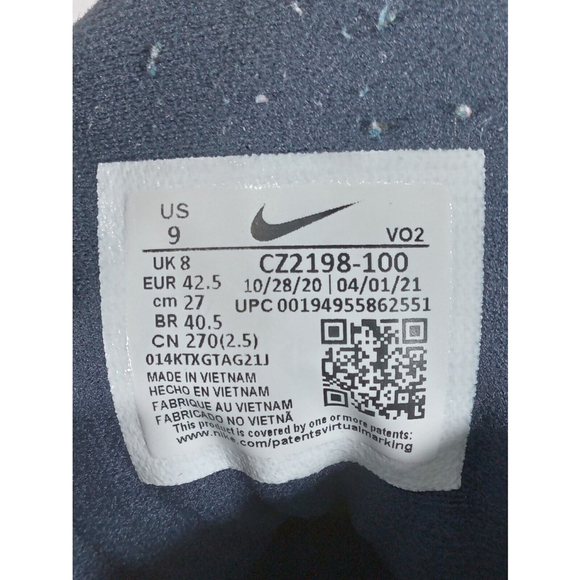 US
9
VO2
UK 8
CZ2198-100
EUR 42.5
10/28/20 04/01/21
cm 27
UPC 00194955862551
BR 40.5
CN 270(2.5)
014KTXGTAG21J
MADE IN VIETNAM
HECHO EN VIETNAM
FABRIQUE AU VIETNAM
FABRICADO NO VIETNÃ
This product is covered by one or more patents:
www.nike.com/patentsvirtualmarking